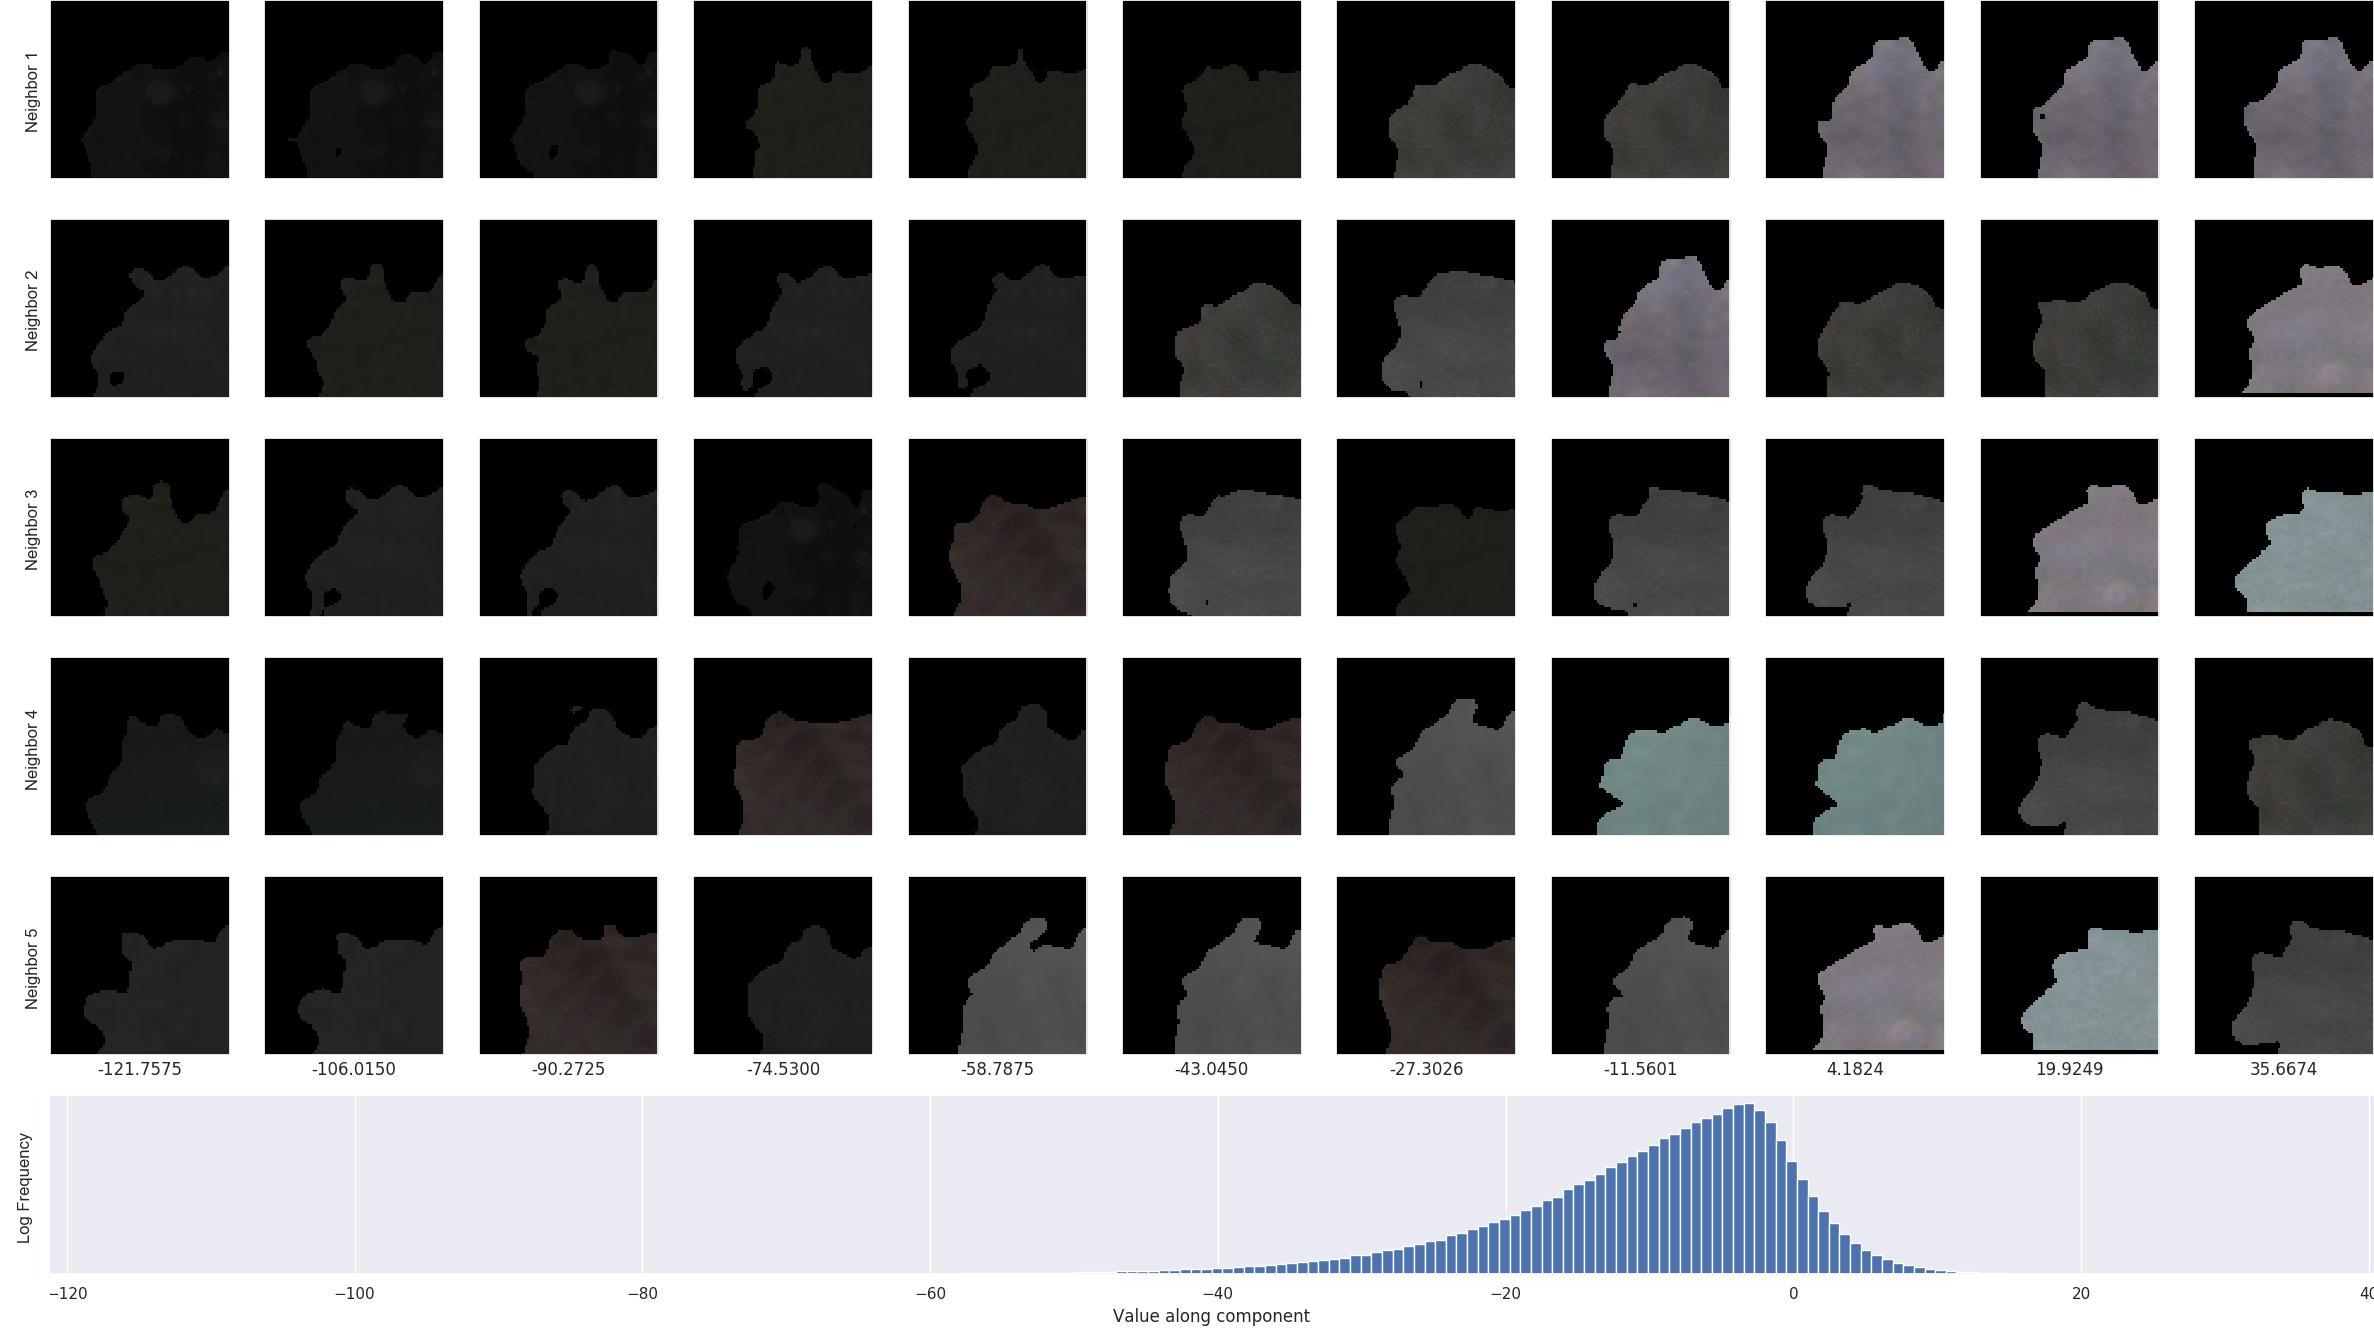 Neighbor 1
Neighbor 2
Neighbor 3
Neighbor 4
Neighbor 5
-121.7575 -106.0150 -90.2725 -74.5300 -58.7875 -43.0450 -27.3026 -11.5601 4.1824 19.9249 35.6674
Log Frequency
−120 −100 −80 −60 −40 −20 0 20 40
Value along component